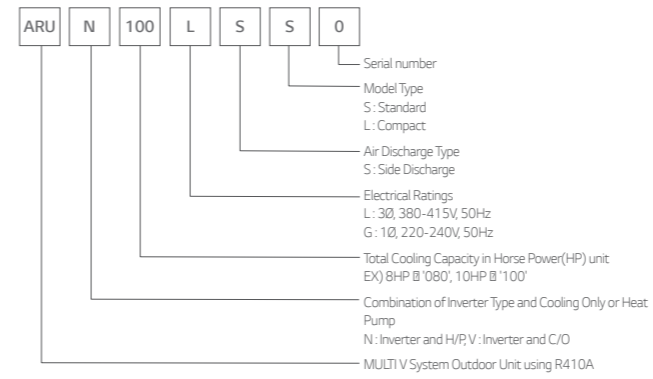 ARU N 100 L S S 0
Serial number
Model Type
S : Standard
L : Compact
Air Discharge Type
S : Side Discharge
Electrical Ratings
L : 3Ø, 380-415V, 50Hz
G : 1Ø, 220-240V, 50Hz
Total Cooling Capacity in Horse Power(HP) unit
EX) 8HP ⍰ '080', 10HP ⍰ '100'
Combination of Inverter Type and Cooling Only or Heat
Pump
N : Inverter and H/P, V : Inverter and C/O
MULTI V System Outdoor Unit using R410A